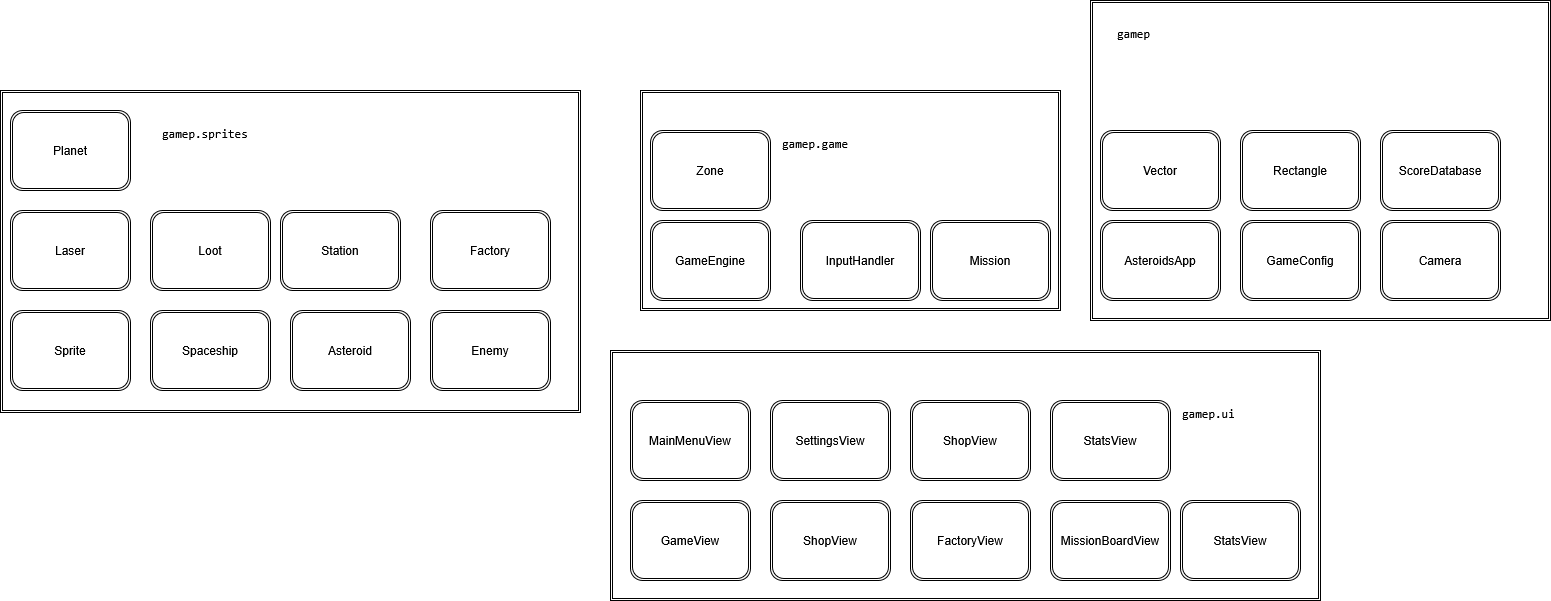 gamep
gamep.sprites
Planet
Laser
Loot
Station
Factory
Sprite
Spaceship
Asteroid
Enemy
gamep.game
Zone
GameEngine
InputHandler
Mission
Vector
Rectangle
ScoreDatabase
AsteroidsApp
GameConfig
Camera
gamep.ui
MainMenuView
SettingsView
ShopView
StatsView
GameView
ShopView
FactoryView
MissionBoardView
StatsView